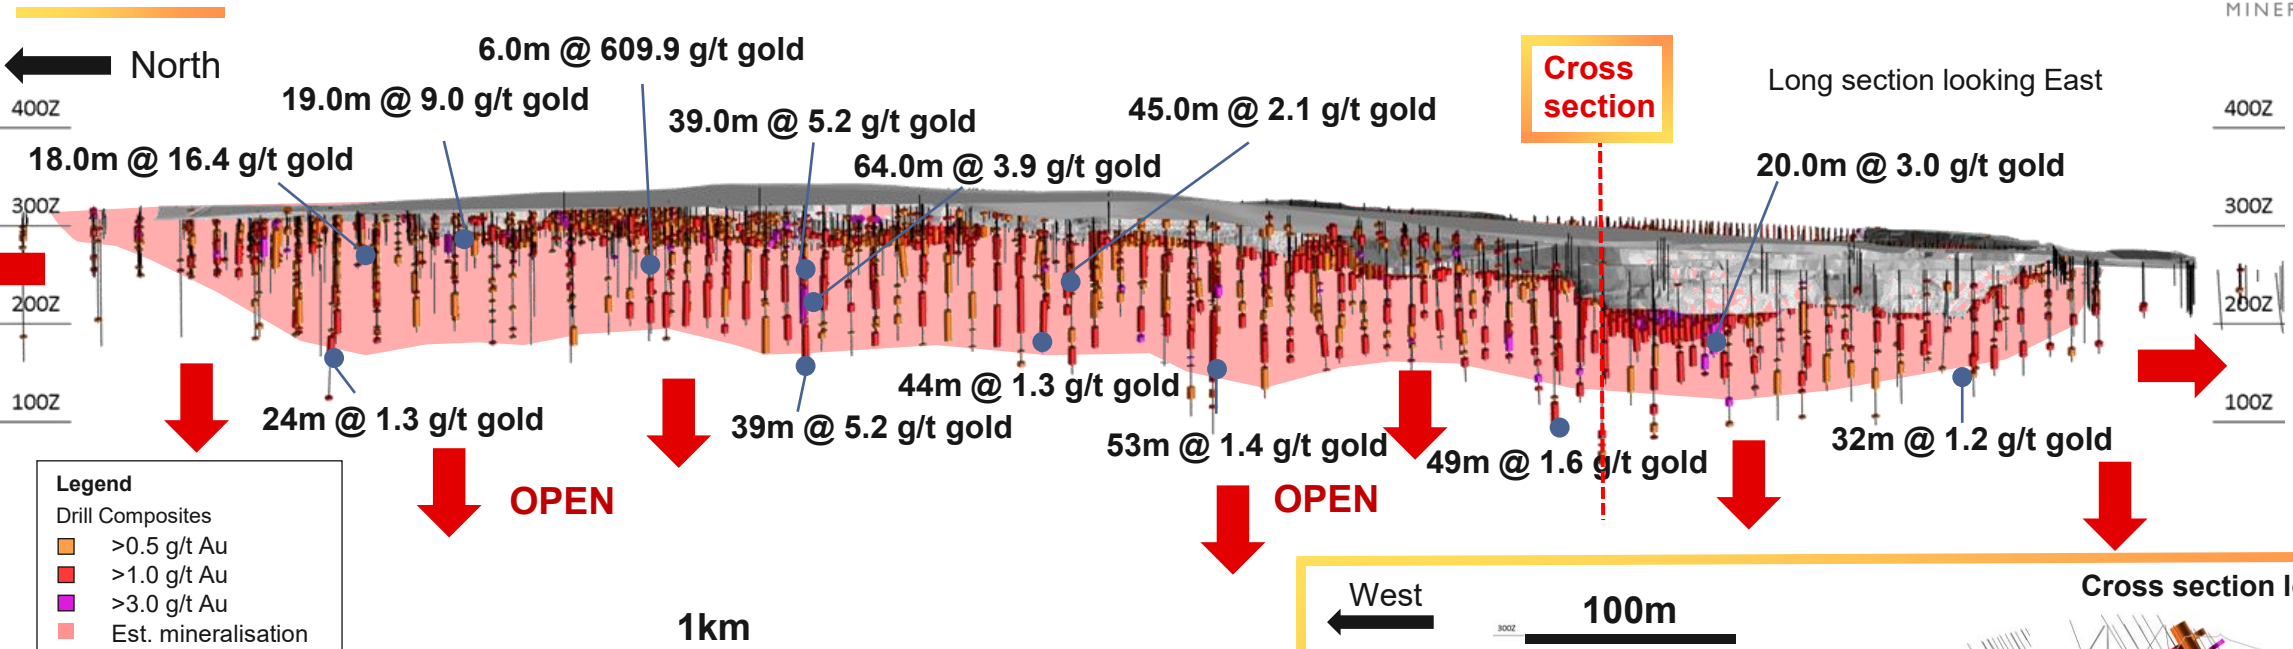 MINER
North
6.0m @ 609.9 g/t gold
19.0m @ 9.0 g/t gold
39.0m @ 5.2 g/t gold
45.0m @ 2.1 g/t gold
Cross
section
Long section looking East
400Z
400Z
18.0m @ 16.4 g/t gold
64.0m @ 3.9 g/t gold
20.0m @ 3.0 g/t gold
300Z
300Z
200Z
200Z
100Z
100Z
24m @ 1.3 g/t gold
44m @ 1.3 g/t gold
39m @ 5.2 g/t gold
53m @ 1.4 g/t gold
49m @ 1.6 g/t gold
32m @ 1.2 g/t gold
OPEN
OPEN
Legend
Drill Composites
>0.5 g/t Au
>1.0 g/t Au
>3.0 g/t Au
Est. mineralisation
1km
West
100m
300Z
Cross section l